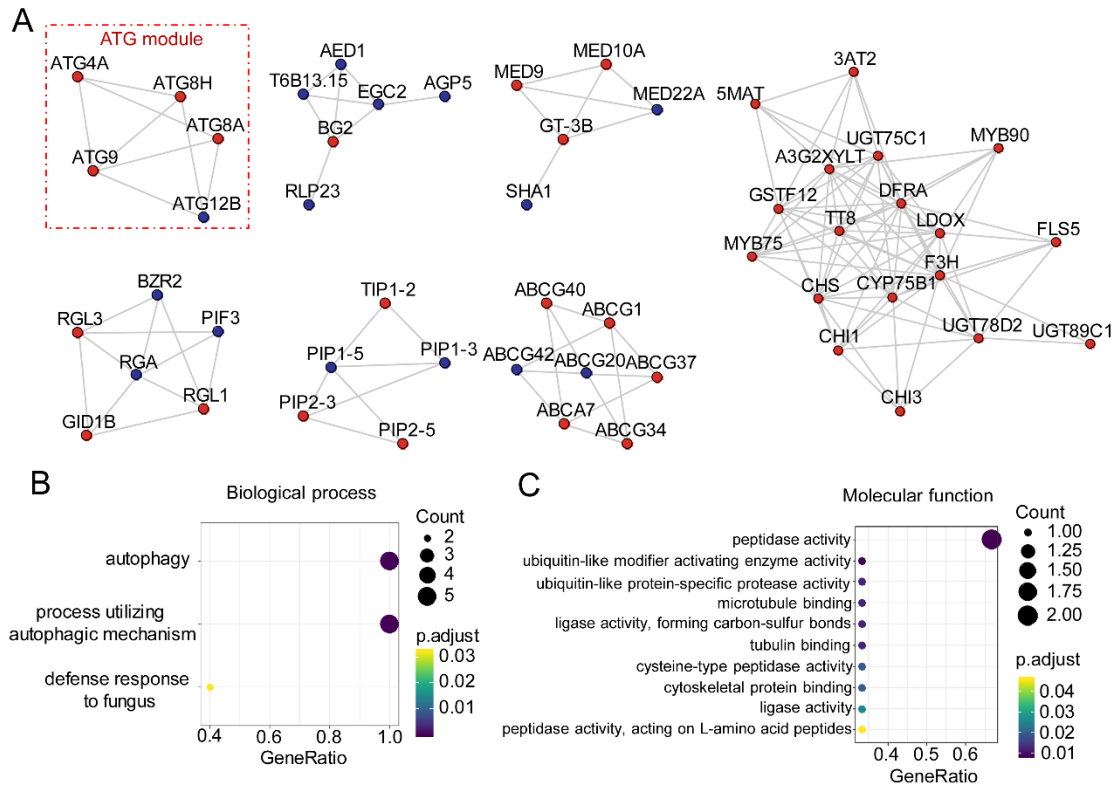 A
ATG module
ATG4A
ATG8H
ATG8A
ATG9
ATG12B
AED1
T6B13.15
EGC2
AGP5
BG2
RLP23
MED10A
MED9
MED22A
GT-3B
SHA1
3AT2
5MAT
UGT75C1
MYB90
A3G2XYLT
GSTF12
DFRA
TT8
LDOX
FLS5
MYB75
F3H
CHS
CYP75B1
UGT78D2
UGT89C1
CHI1
CHI3
BZR2
RGL3
PIF3
RGA
RGL1
GID1B
TIP1-2
PIP1-5
PIP1-3
PIP2-3
PIP2-5
ABCG40
ABCG1
ABCG42
ABCG20
ABCG37
ABCA7
ABCG34
B
Biological process
autophagy
process utilizing
autophagic mechanism
defense response
to fungus
0.4
0.6
0.8
1.0
GeneRatio
Count
2
3
4
5
p.adjust
0.03
0.02
0.01
C
Molecular function
peptidase activity
ubiquitin-like modifier activating enzyme activity
ubiquitin-like protein-specific protease activity
microtubule binding
ligase activity, forming carbon-sulfur bonds
tubulin binding
cysteine-type peptidase activity
cytoskeletal protein binding
ligase activity
peptidase activity, acting on L-amino acid peptides
0.4
0.5
0.6
GeneRatio
Count
1.00
1.25
1.50
1.75
2.00
p.adjust
0.04
0.03
0.02
0.01